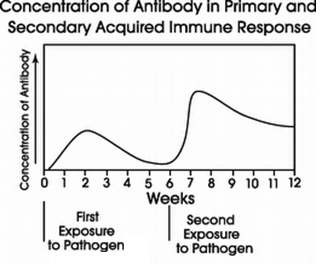 Concentration of Antibody in Primary and
Secondary Acquired Immune Response
Concentration of Antibody
0 1 2 3 4 5 6 7 8 9 10 11 12
Weeks
First
Exposure
to Pathogen
Second
Exposure
to Pathogen